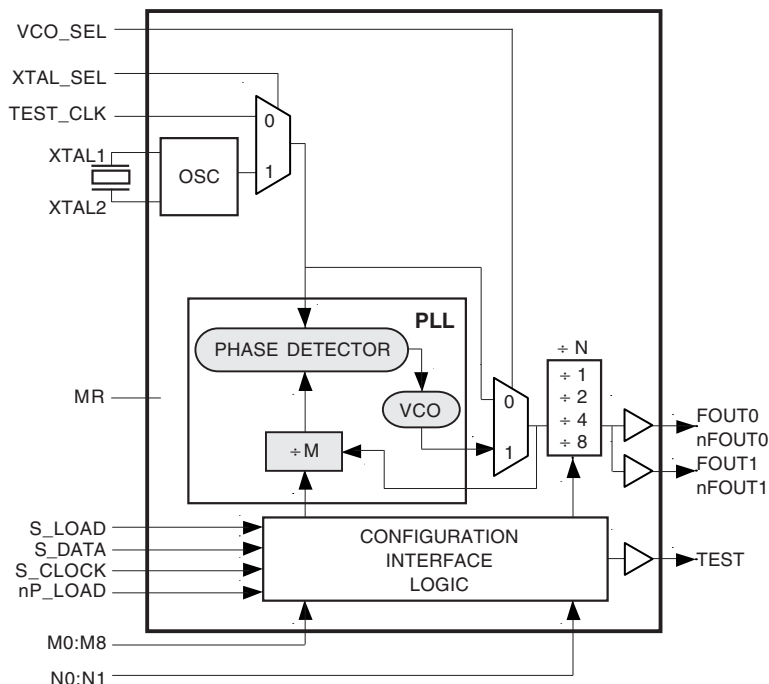 VCO_SEL
XTAL_SEL
TEST_CLK
0
XTAL1
OSC
1
XTAL2
PLL
PHASE DETECTOR
÷ N
÷ 1
÷ 2
÷ 4
÷ 8
MR
VCO
0
1
FOUT0
nFOUT0
FOUT1
nFOUT1
÷ M
S_LOAD
S_DATA
S_CLOCK
nP_LOAD
CONFIGURATION
INTERFACE
LOGIC
TEST
M0:M8
N0:N1